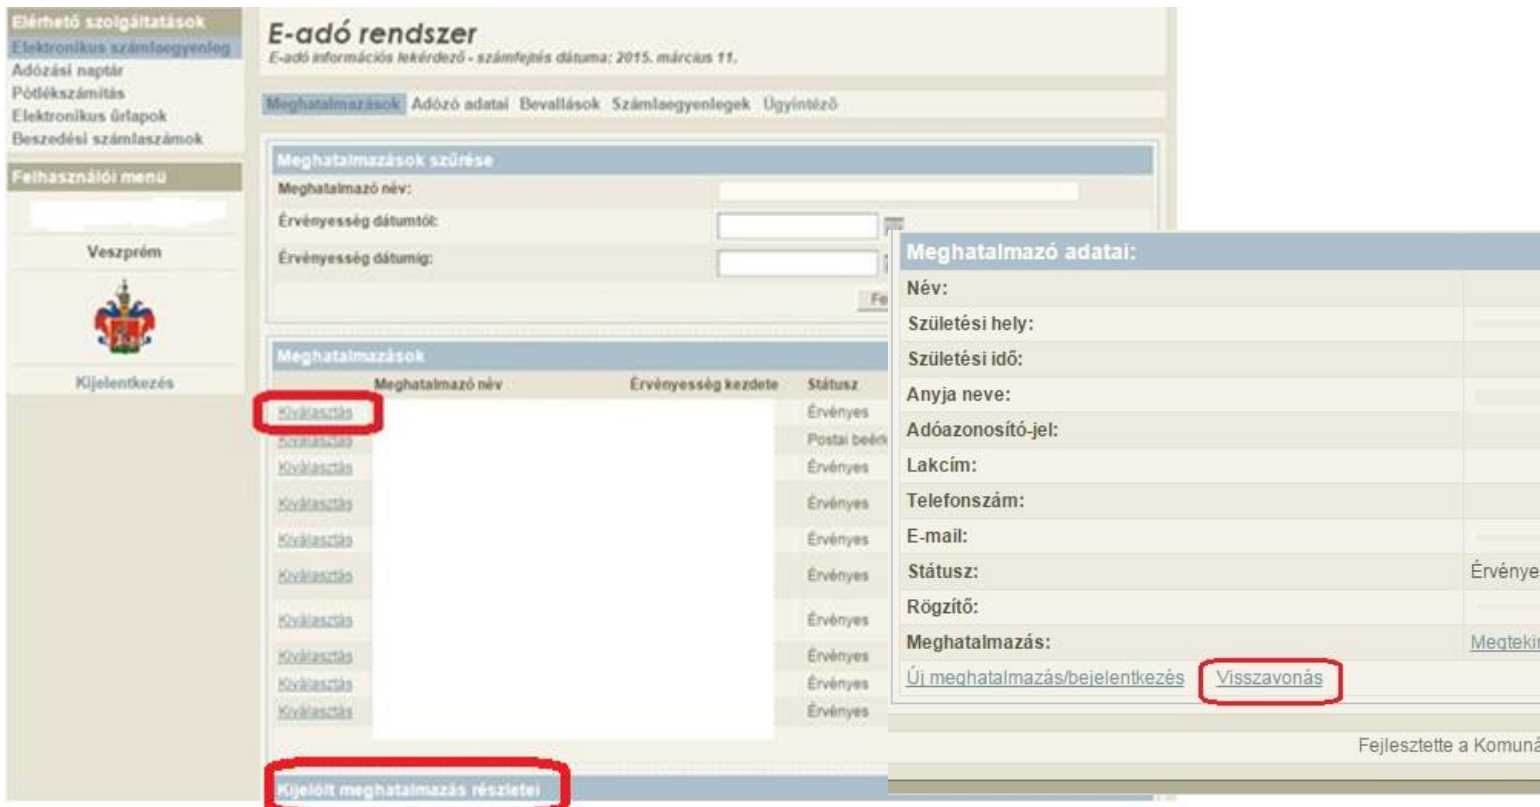 Elérhető szolgáltatások
Elektronikus számlaegyenleg
Adózási naptár
Pótlékszámítás
Elektronikus űrlapok
Beszedési számlaszámok
Felhasználói menü
Veszprém
Kijelentkezés
E-adó rendszer
E-adó információs lekérdező - számfejtés dátuma: 2015. március 11.
Meghatalmazások Adózó adatai Bevallások Számlaegyenlegek Ügyintéző
Meghatalmazások szűrése
Meghatalmazó név:
Érvényesség dátumtól:
Érvényesség dátumig:
Fe
Meghatalmazások
Meghatalmazó név Érvényesség kezdete Státusz
Kiválasztás Érvényes
Kiválasztás Postai beérk
Kiválasztás Érvényes
Kiválasztás Érvényes
Kiválasztás Érvényes
Kiválasztás Érvényes
Kiválasztás Érvényes
Kiválasztás Érvényes
Kiválasztás Érvényes
Kiválasztás Érvényes
Kijelölt meghatalmazás részletei
Meghatalmazó adatai:
Név:
Születési hely:
Születési idő:
Anyja neve:
Adóazonosító-jel:
Lakcím:
Telefonszám:
E-mail:
Státusz: Érvénye
Rögzítő:
Meghatalmazás: Megtekin
Új meghatalmazás/bejelentkezès Visszavonás
Fejlesztette a Komuná